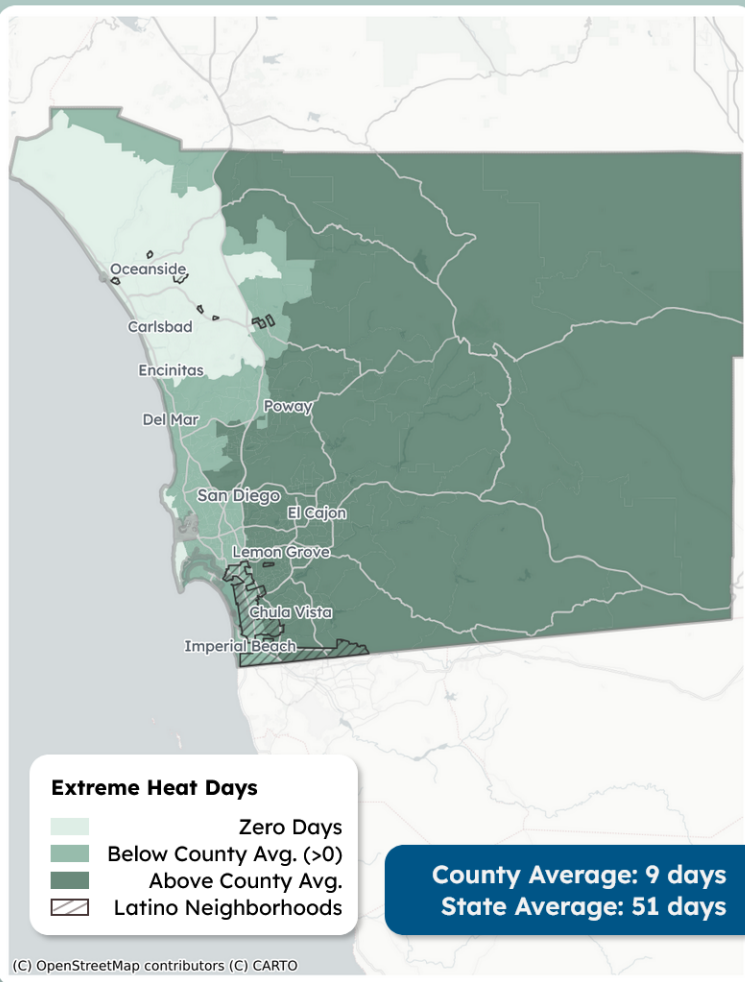 Oceanside
Carlsbad
Encinitas
Del Mar
Poway
San Diego
El Cajon
Lemon Grove
Chula Vista
Imperial Beach
Extreme Heat Days
Zero Days
Below County Avg. (>0)
Above County Avg.
Latino Neighborhoods
County Average: 9 days
State Average: 51 days
(C) OpenStreetMap contributors (C) CARTO